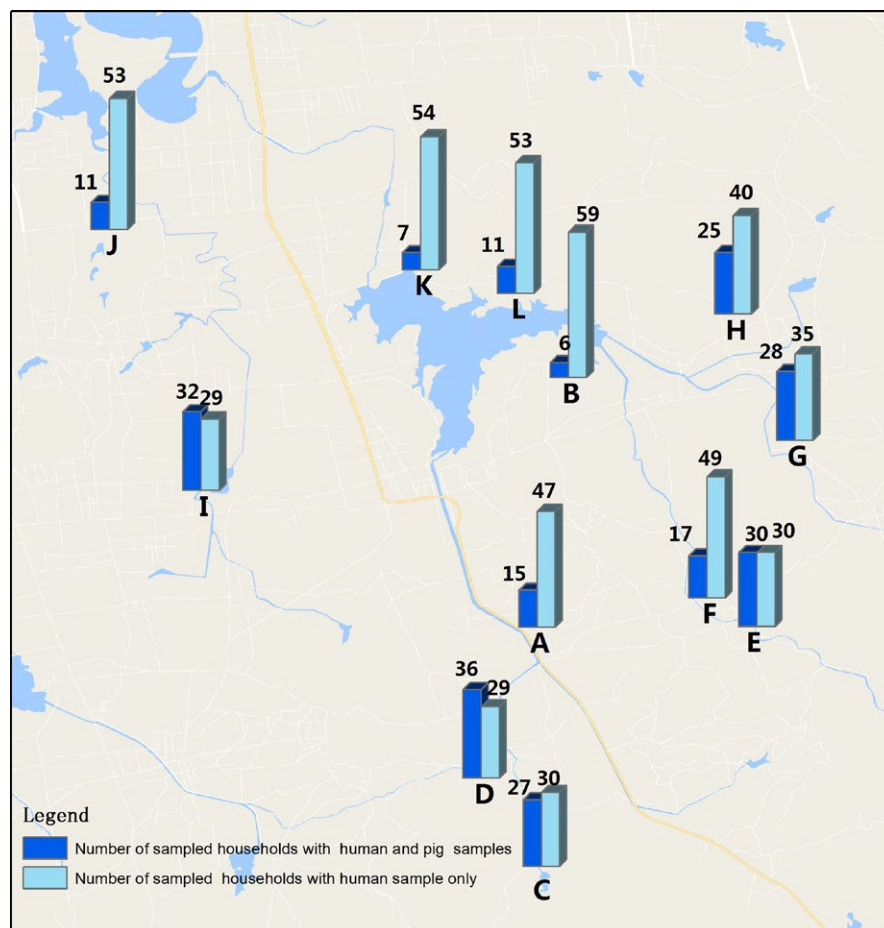 53
11
J
54
7
K
53
11
L
59
6
B
40
25
H
35
28
G
32 29
I
49
17
F
30 30
E
47
15
A
36
29
D
27 30
C
Legend
Number of sampled households with human and pig samples
Number of sampled households with human sample only